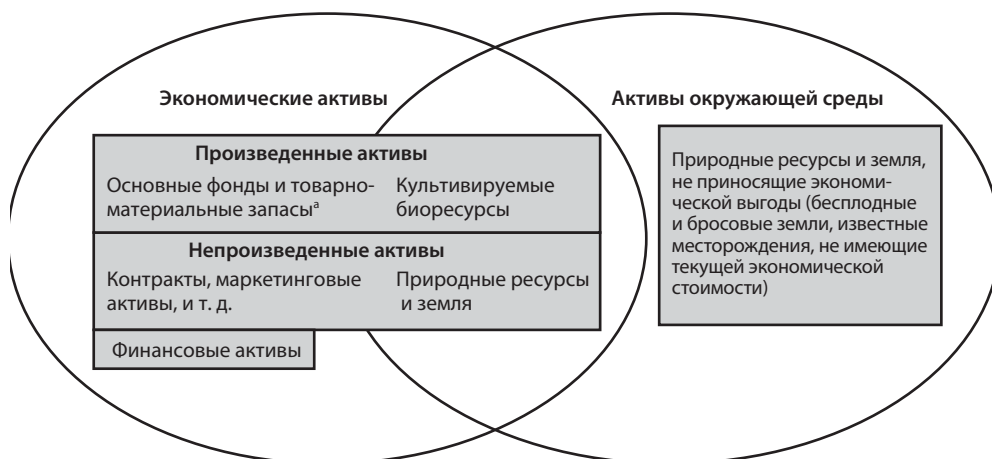 Экономические активы
Активы окружающей среды
Произведенные активы
Основные фонды и товарно-
материальные запасыª
Культивируемые
биоресурсы
Непроизведенные активы
Контракты, маркетинговые
активы, и т. д.
Природные ресурсы
и земля
Финансовые активы
Природные ресурсы и земля,
не приносящие экономи-
ческой выгоды (бесплодные
и бросовые земли, известные
месторождения, не имеющие
текущей экономической
стоимости)